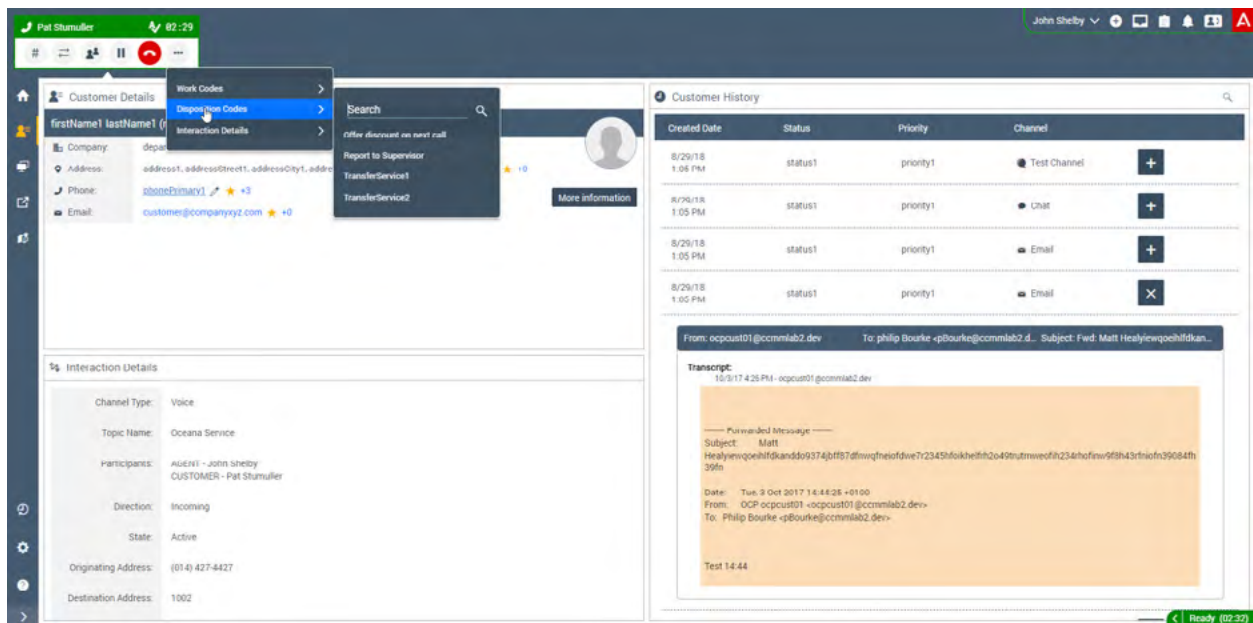 Pat Stumuller 02:29
John Shelby
#
Work Codes
Disposition Codes
Interaction Details
Search
Offer discount on next call
Report to Supervisor
TransferService1
TransferService2
Customer Details
firstName1 lastName1
Company:
Address: address1, addressStreet1, addressCity1, +0
Phone: phonePrimary1 +3
Email: customer@companyxyz.com +0
More information
Customer History
Created Date Status Priority Channel
8/29/18
1:06 PM
status1 priority1 Test Channel
8/29/18
1:05 PM
status1 priority1 Chat
8/29/18
1:05 PM
status1 priority1 Email
8/29/18
1:05 PM
status1 priority1 Email
From: ocpcust01@ccmmlab2.dev To: philip Bourke <pBourke@ccmmlab2.d... Subject: Fwd: Matt Healyiewqoeihlfdkan...
Transcript:
10/3/17 4:25 PM - ocpcust01@ccmmlab2.dev
------ Forwarded Message ------
Subject: Matt
39fn
Date: Tue, 3 Oct 2017 14:44:25 +0100
From: OCP ocpcust01 <ocpcust01@ccmmlab2.dev>
To: Philip Bourke <pBourke@ccmmlab2.dev>
Test 14:44
Interaction Details
Channel Type: Voice
Topic Name: Oceana Service
Participants: AGENT - John Shelby
CUSTOMER - Pat Stumuller
Direction: Incoming
State: Active
Originating Address: (014) 427-4427
Destination Address: 1002
Ready (02:32)